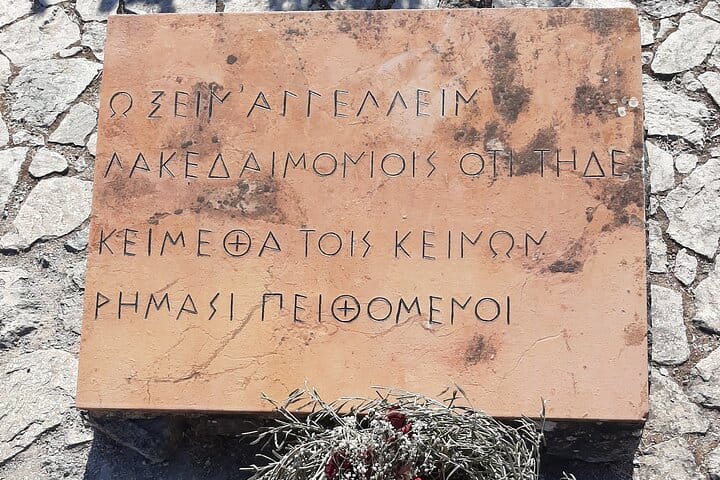 Ω ΞΕΙΝ' ΑΓΓΕΛΛΕΙΝ
ΛΑΚΕΔΑΙΜΟΝΙΟΙΣ ΟΤΙ ΤΗΔΕ
ΚΕΙΜΕΘΑ ΤΟΙΣ ΚΕΙΝΩΝ
ΡΗΜΑΣΙ ΠΕΙΘΟΜΕΝΟΙ